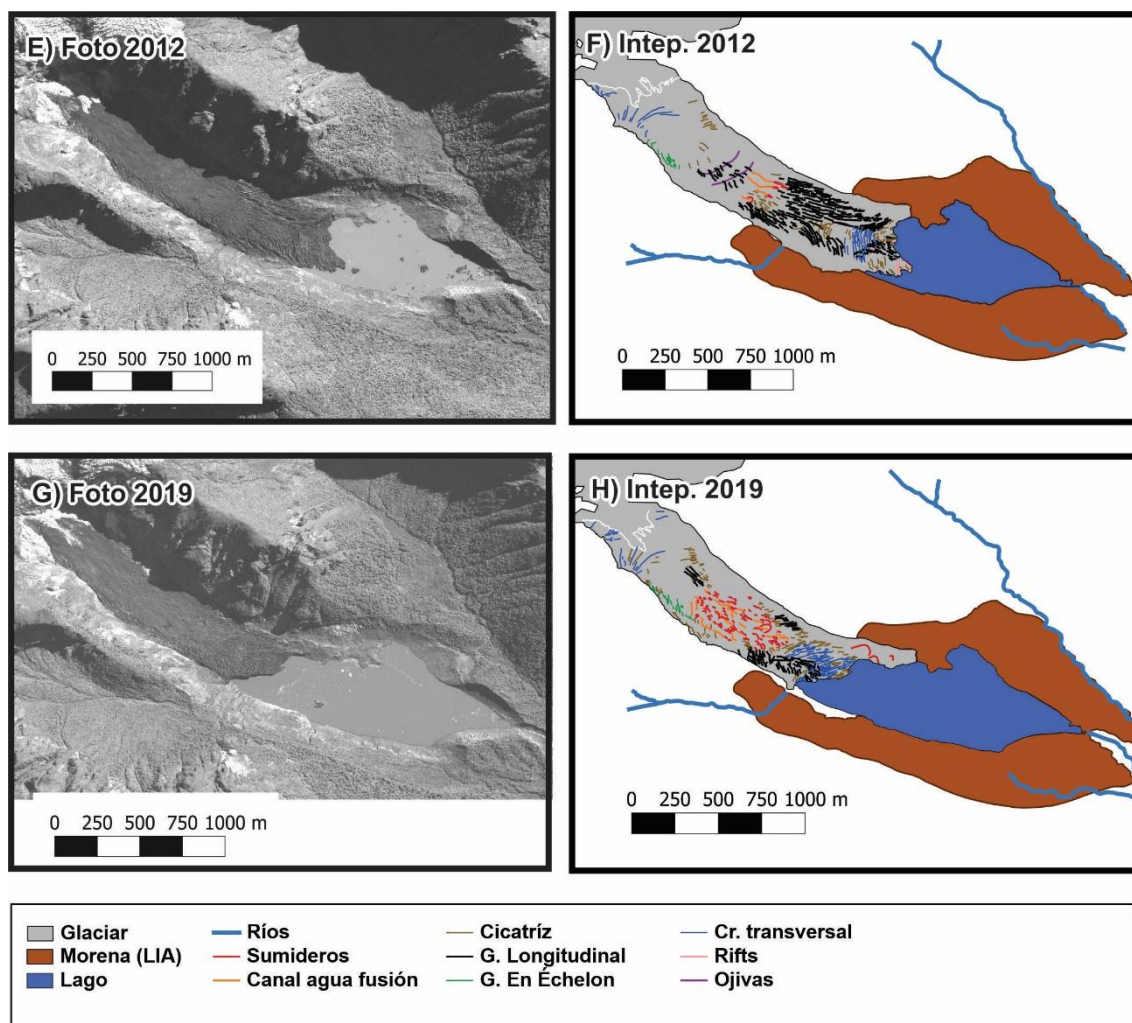 E) Foto 2012
0 250 500 750 1000 m
F) Intep. 2012
0 250 500 750 1000 m
G) Foto 2019
0 250 500 750 1000 m
H) Intep. 2019
0 250 500 750 1000 m
Glaciar
Morena (LIA)
Lago
Ríos
Sumideros
Canal agua fusión
Cicatríz
G. Longitudinal
G. En Échelon
Cr. transversal
Rifts
Ojivas